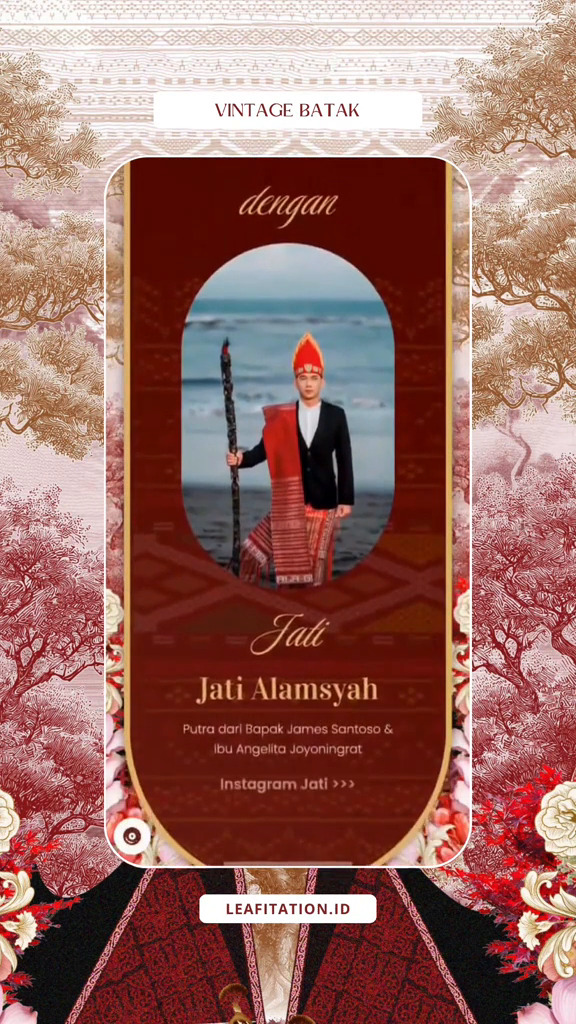 VINTAGE BATAK
dengan
Jati
Jati Alamsyah
Putra dari Bapak James Santoso &
Ibu Angelita Joyoningrat
Instagram Jati >>>
LEAFITATION.ID